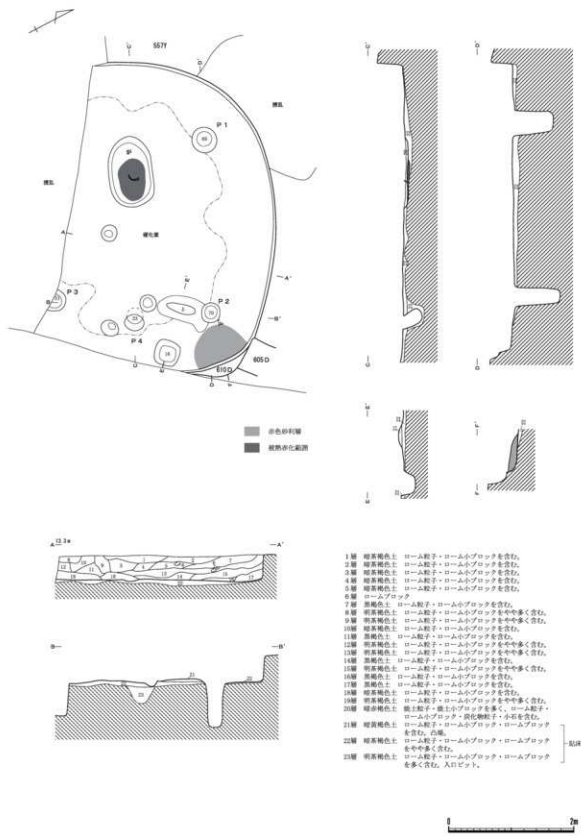 557Y
C
D
撹乱
P 1
69
炉
撹乱
A
硬化面
A'
P 3
B
P 2
70
B'
P 4
18
605 D
610 D
赤色砂利層
被熱赤化範囲
A 12.2m
A'
B
B'
21
23
1層 暗茶褐色土 ローム粒子・ローム小ブロックを含む。
2層 暗茶褐色土 ローム粒子・ローム小ブロックを含む。
3層 暗茶褐色土 ローム粒子・ローム小ブロックを含む。
4層 暗茶褐色土 ローム粒子・ローム小ブロックを含む。
5層 暗茶褐色土 ローム粒子・ローム小ブロックを含む。
6層 ロームブロック
7層 黒褐色土 ローム粒子・ローム小ブロックを含む。
8層 明茶褐色土 ローム粒子・ローム小ブロックをやや多く含む。
9層 明茶褐色土 ローム粒子・ローム小ブロックをやや多く含む。
10層 暗茶褐色土 ローム粒子・ローム小ブロックを含む。
11層 黒褐色土 ローム粒子・ローム小ブロックを含む。
12層 明茶褐色土 ローム粒子・ローム小ブロックをやや多く含む。
13層 明茶褐色土 ローム粒子・ローム小ブロックをやや多く含む。
14層 黒褐色土 ローム粒子・ローム小ブロックを含む。
15層 明茶褐色土 ローム粒子・ローム小ブロックをやや多く含む。
16層 黒褐色土 ローム粒子・ローム小ブロックを含む。
17層 黒褐色土 ローム粒子・ローム小ブロックを含む。
18層 暗茶褐色土 ローム粒子・ローム小ブロックを含む。
19層 明茶褐色土 ローム粒子・ローム小ブロックをやや多く含む。
20層 暗赤褐色土 焼土粒子・焼土小ブロックを多く、ローム粒子・
ローム小ブロック・炭化物粒子・小石を含む。
21層 暗黄褐色土 ローム粒子・ローム小ブロック・ロームブロック
を含む。凸堤。
22層 暗茶褐色土 ローム粒子・ローム小ブロック・ロームブロック
をやや多く含む。
23層 明茶褐色土 ローム粒子・ローム小ブロック・ロームブロック
を多く含む。入口ピット。
貼床
0 2m